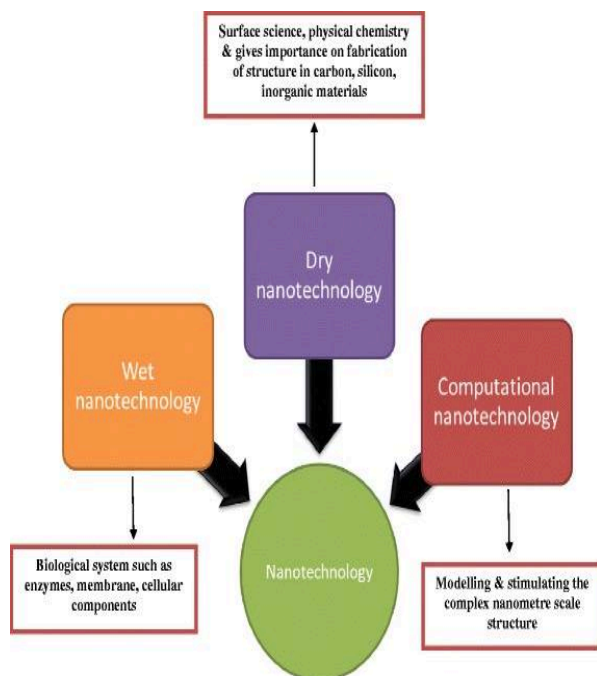 Surface science, physical chemistry
& gives importance on fabrication
of structure in carbon, silicon,
inorganic materials
Dry
nanotechnology
Wet
nanotechnology
Computational
nanotechnology
Nanotechnology
Biological system such as
enzymes, membrane, cellular
components
Modelling & stimulating the
complex nanometre scale
structure